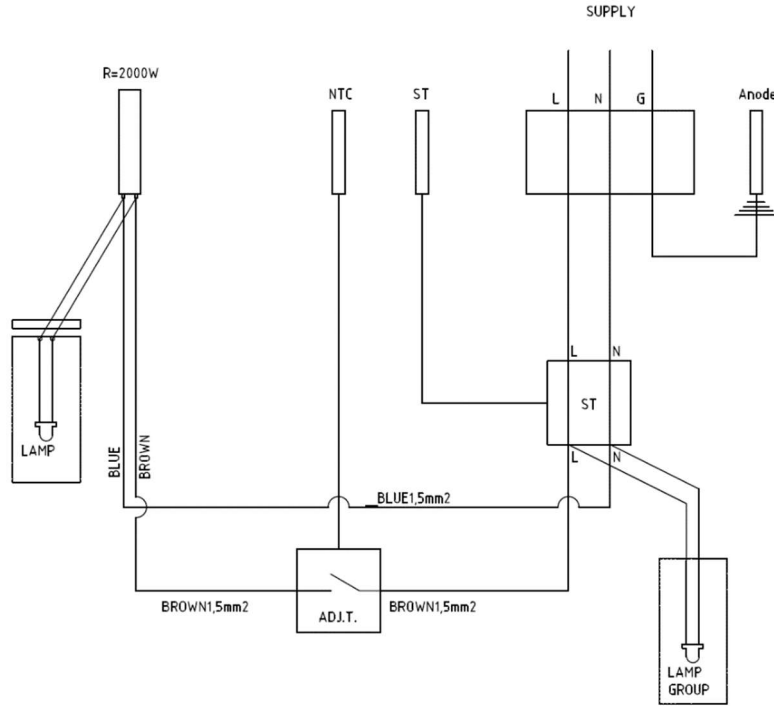 SUPPLY
R=2000W
NTC
ST
L
N
G
Anode
L
N
ST
L
N
LAMP
BLUE
BROWN
BLUE1,5mm2
BROWN1,5mm2
ADJ.T.
BROWN1,5mm2
LAMP
GROUP